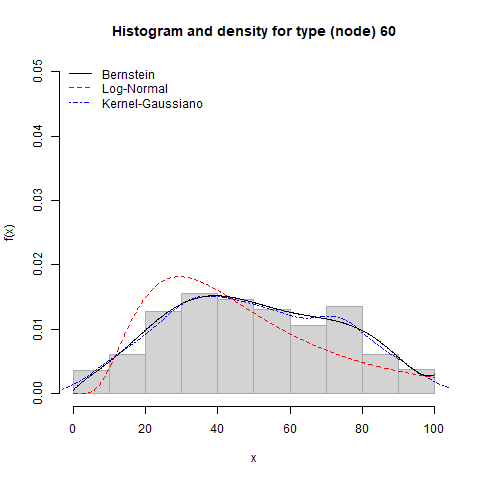 Histogram and density for type (node) 60
Bernstein
Log-Normal
Kernel-Gaussiano
f(x)
0.05
0.04
0.03
0.02
0.01
0.00
0 20 40 60 80 100
x